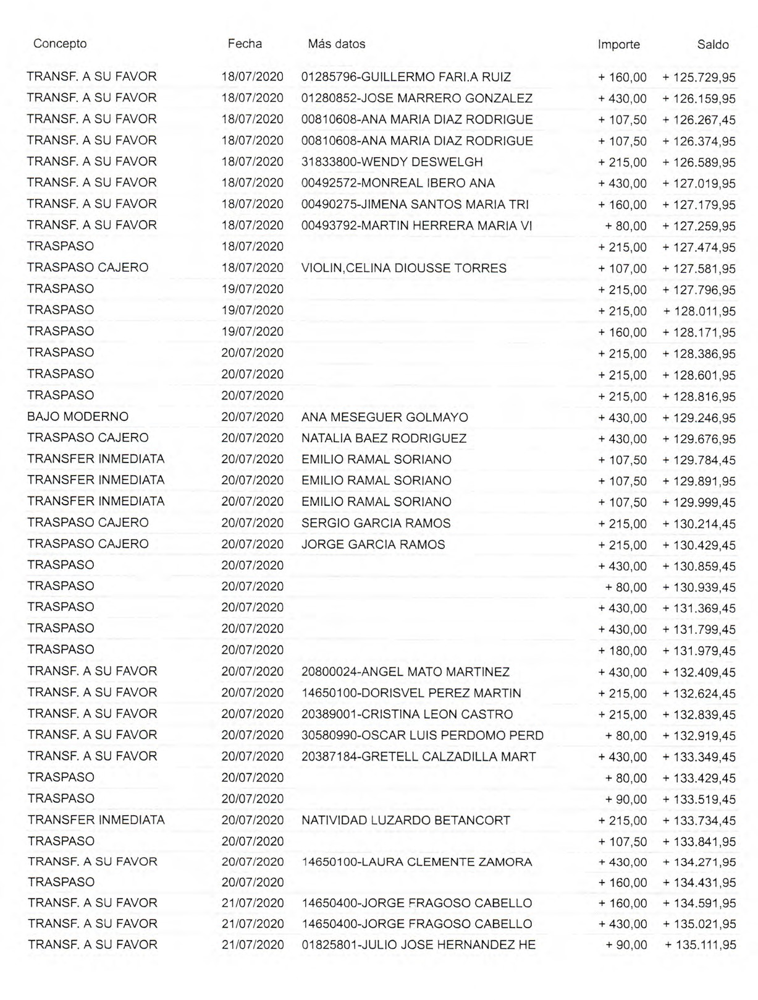 Concepto Fecha Más datos Importe Saldo
TRANSF. A SU FAVOR 18/07/2020 01285796-GUILLERMO FARI.A RUIZ + 160,00 + 125.729,95
TRANSF. A SU FAVOR 18/07/2020 01280852-JOSE MARRERO GONZALEZ + 430,00 + 126.159,95
TRANSF. A SU FAVOR 18/07/2020 00810608-ANA MARIA DIAZ RODRIGUE + 107,50 + 126.267,45
TRANSF. A SU FAVOR 18/07/2020 00810608-ANA MARIA DIAZ RODRIGUE + 107,50 + 126.374,95
TRANSF. A SU FAVOR 18/07/2020 31833800-WENDY DESWELGH + 215,00 + 126.589,95
TRANSF. A SU FAVOR 18/07/2020 00492572-MONREAL IBERO ANA + 430,00 + 127.019,95
TRANSF. A SU FAVOR 18/07/2020 00490275-JIMENA SANTOS MARIA TRI + 160,00 + 127.179,95
TRANSF. A SU FAVOR 18/07/2020 00493792-MARTIN HERRERA MARIA VI + 80,00 + 127.259,95
TRASPASO 18/07/2020 + 215,00 + 127.474,95
TRASPASO CAJERO 18/07/2020 VIOLIN,CELINA DIOUSSE TORRES + 107,00 + 127.581,95
TRASPASO 19/07/2020 + 215,00 + 127.796,95
TRASPASO 19/07/2020 + 215,00 + 128.011,95
TRASPASO 19/07/2020 + 160,00 + 128.171,95
TRASPASO 20/07/2020 + 215,00 + 128.386,95
TRASPASO 20/07/2020 + 215,00 + 128.601,95
TRASPASO 20/07/2020 + 215,00 + 128.816,95
BAJO MODERNO 20/07/2020 ANA MESEGUER GOLMAYO + 430,00 + 129.246,95
TRASPASO CAJERO 20/07/2020 NATALIA BAEZ RODRIGUEZ + 430,00 + 129.676,95
TRANSFER INMEDIATA 20/07/2020 EMILIO RAMAL SORIANO + 107,50 + 129.784,45
TRANSFER INMEDIATA 20/07/2020 EMILIO RAMAL SORIANO + 107,50 + 129.891,95
TRANSFER INMEDIATA 20/07/2020 EMILIO RAMAL SORIANO + 107,50 + 129.999,45
TRASPASO CAJERO 20/07/2020 SERGIO GARCIA RAMOS + 215,00 + 130.214,45
TRASPASO CAJERO 20/07/2020 JORGE GARCIA RAMOS + 215,00 + 130.429,45
TRASPASO 20/07/2020 + 430,00 + 130.859,45
TRASPASO 20/07/2020 + 80,00 + 130.939,45
TRASPASO 20/07/2020 + 430,00 + 131.369,45
TRASPASO 20/07/2020 + 430,00 + 131.799,45
TRASPASO 20/07/2020 + 180,00 + 131.979,45
TRANSF. A SU FAVOR 20/07/2020 20800024-ANGEL MATO MARTINEZ + 430,00 + 132.409,45
TRANSF. A SU FAVOR 20/07/2020 14650100-DORISVEL PEREZ MARTIN + 215,00 + 132.624,45
TRANSF. A SU FAVOR 20/07/2020 20389001-CRISTINA LEON CASTRO + 215,00 + 132.839,45
TRANSF. A SU FAVOR 20/07/2020 30580990-OSCAR LUIS PERDOMO PERD + 80,00 + 132.919,45
TRANSF. A SU FAVOR 20/07/2020 20387184-GRETELL CALZADILLA MART + 430,00 + 133.349,45
TRASPASO 20/07/2020 + 80,00 + 133.429,45
TRASPASO 20/07/2020 + 90,00 + 133.519,45
TRANSFER INMEDIATA 20/07/2020 NATIVIDAD LUZARDO BETANCORT + 215,00 + 133.734,45
TRASPASO 20/07/2020 + 107,50 + 133.841,95
TRANSF. A SU FAVOR 20/07/2020 14650100-LAURA CLEMENTE ZAMORA + 430,00 + 134.271,95
TRASPASO 20/07/2020 + 160,00 + 134.431,95
TRANSF. A SU FAVOR 21/07/2020 14650400-JORGE FRAGOSO CABELLO + 160,00 + 134.591,95
TRANSF. A SU FAVOR 21/07/2020 14650400-JORGE FRAGOSO CABELLO + 430,00 + 135.021,95
TRANSF. A SU FAVOR 21/07/2020 01825801-JULIO JOSE HERNANDEZ HE + 90,00 + 135.111,95